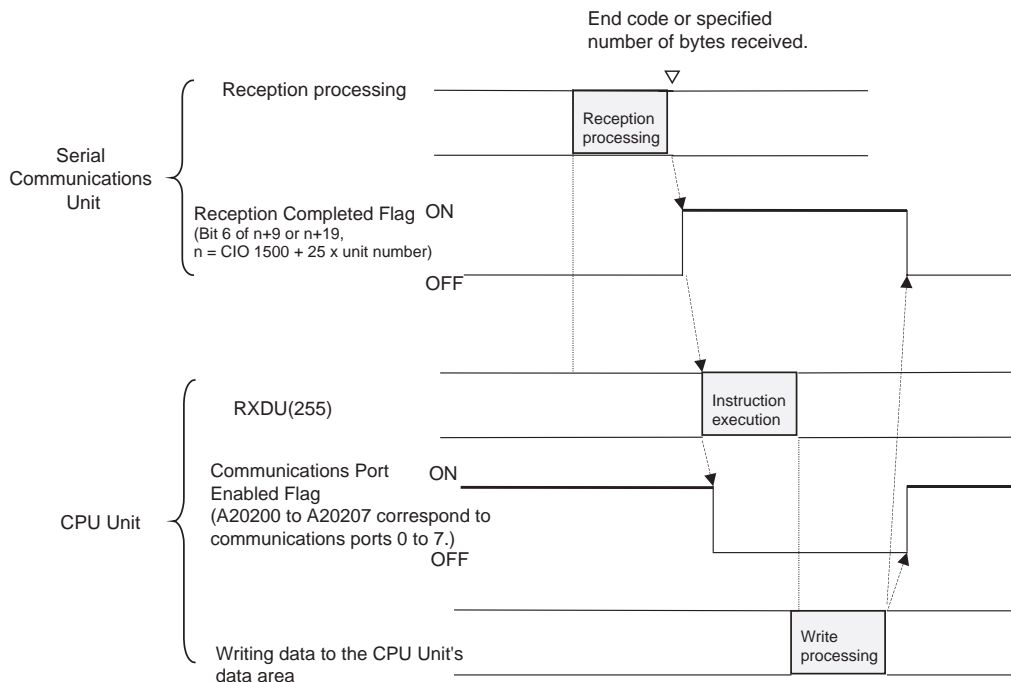 End code or specified
number of bytes received.
Reception processing
Reception
processing
Serial
Communications
Unit
Reception Completed Flag
ON
(Bit 6 of n+9 or n+19,
n = CIO 1500 + 25 x unit number)
OFF
RXDU(255)
Instruction
execution
Communications Port
ON
Enabled Flag
(A20200 to A20207 correspond to
communications ports 0 to 7.)
OFF
CPU Unit
Write
processing
Writing data to the CPU Unit's
data area